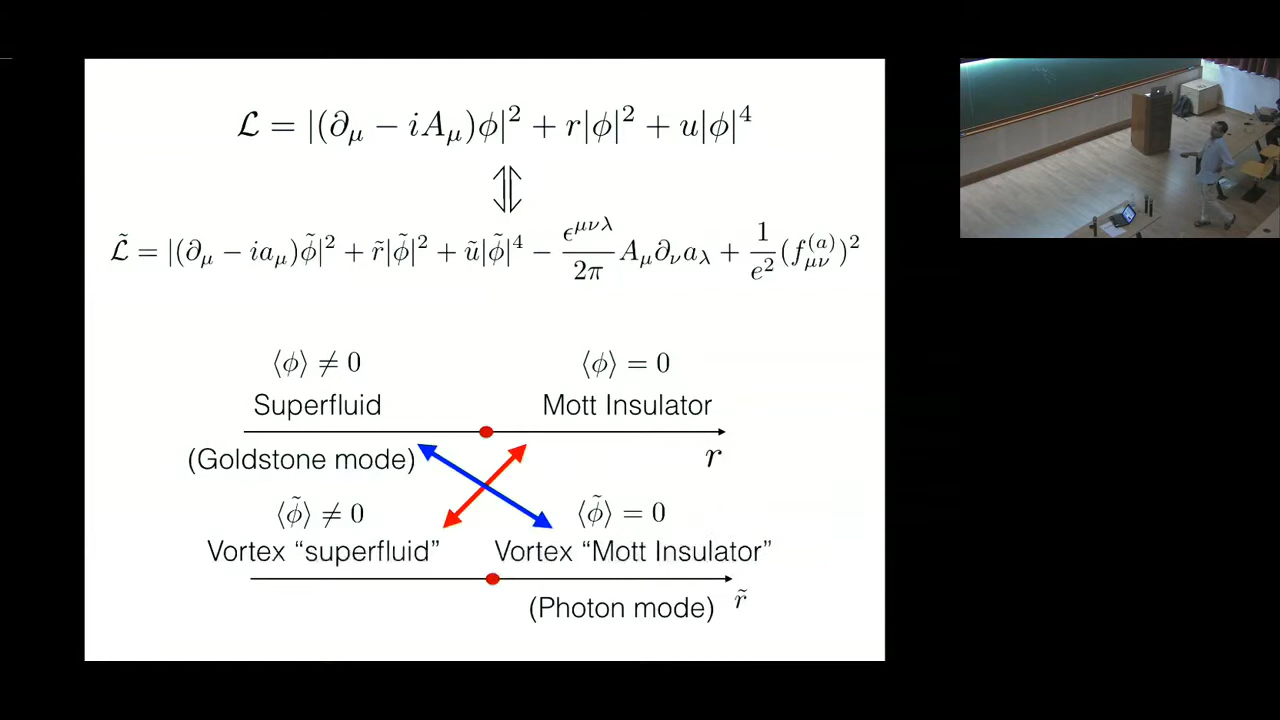 ℒ = |(∂_μ − iA_μ)ϕ|² + r|ϕ|² + u|ϕ|⁴
⇕
ℒ̃ = |(∂_μ − ia_μ)ϕ̃|² + r̃|ϕ̃|² + ũ|ϕ̃|⁴ − ε^{μνλ}/2π A_μ∂_νa_λ + 1/e² (f_{μν}^{(a)})²
⟨ϕ⟩ ≠ 0 ⟨ϕ⟩ = 0
Superfluid Mott Insulator
(Goldstone mode) r
⟨ϕ̃⟩ ≠ 0 ⟨ϕ̃⟩ = 0
Vortex “superfluid” Vortex “Mott Insulator”
(Photon mode) r̃